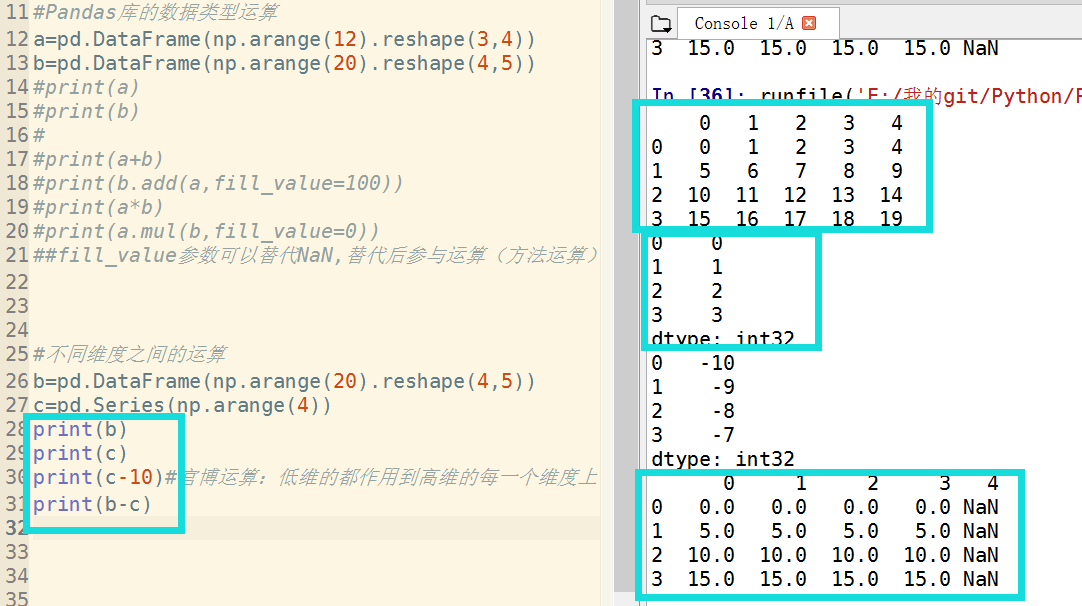 11 #Pandas库的数据类型运算
12 a=pd.DataFrame(np.arange(12).reshape(3,4))
13 b=pd.DataFrame(np.arange(20).reshape(4,5))
14 #print(a)
15 #print(b)
16 #
17 #print(a+b)
18 #print(b.add(a,fill_value=100))
19 #print(a*b)
20 #print(a.mul(b,fill_value=0))
21 ##fill_value参数可以替代NaN,替代后参与运算（方法运算）
22
23
24
25 #不同维度之间的运算
26 b=pd.DataFrame(np.arange(20).reshape(4,5))
27 c=pd.Series(np.arange(4))
28 print(b)
29 print(c)
30 print(c-10)#官博运算：低维的都作用到高维的每一个维度上
31 print(b-c)
32
33
34
35
Console 1/A
3 15.0 15.0 15.0 15.0 NaN
In [36]: runfile('F:/我的git/Python/
0 1 2 3 4
0 0 1 2 3 4
1 5 6 7 8 9
2 10 11 12 13 14
3 15 16 17 18 19
0 0
1 1
2 2
3 3
dtype: int32
0 -10
1 -9
2 -8
3 -7
dtype: int32
0 1 2 3 4
0 0.0 0.0 0.0 0.0 NaN
1 5.0 5.0 5.0 5.0 NaN
2 10.0 10.0 10.0 10.0 NaN
3 15.0 15.0 15.0 15.0 NaN